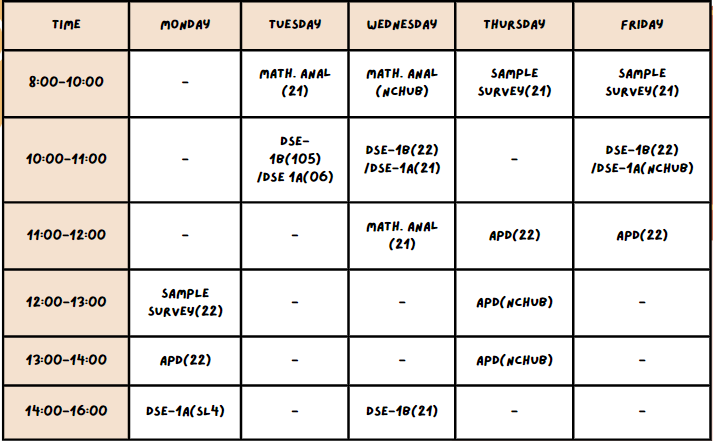 TIME MONDAY TUESDAY WEDNESDAY THURSDAY FRIDAY
8:00-10:00 - MATH. ANAL (21) MATH. ANAL (NCHUB) SAMPLE SURVEY(21) SAMPLE SURVEY(21)
10:00-11:00 - DSE-1B(105) /DSE 1A(06) DSE-1B(22) /DSE-1A(21) - DSE-1B(22) /DSE-1A(NCHUB)
11:00-12:00 - - MATH. ANAL (21) APD(22) APD(22)
12:00-13:00 SAMPLE SURVEY(22) - - APD(NCHUB) -
13:00-14:00 APD(22) - - APD(NCHUB) -
14:00-16:00 DSE-1A(SL4) - DSE-1B(21) - -